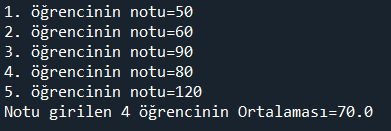 1. öğrencinin notu=50
2. öğrencinin notu=60
3. öğrencinin notu=90
4. öğrencinin notu=80
5. öğrencinin notu=120
Notu girilen 4 öğrencinin Ortalaması=70.0